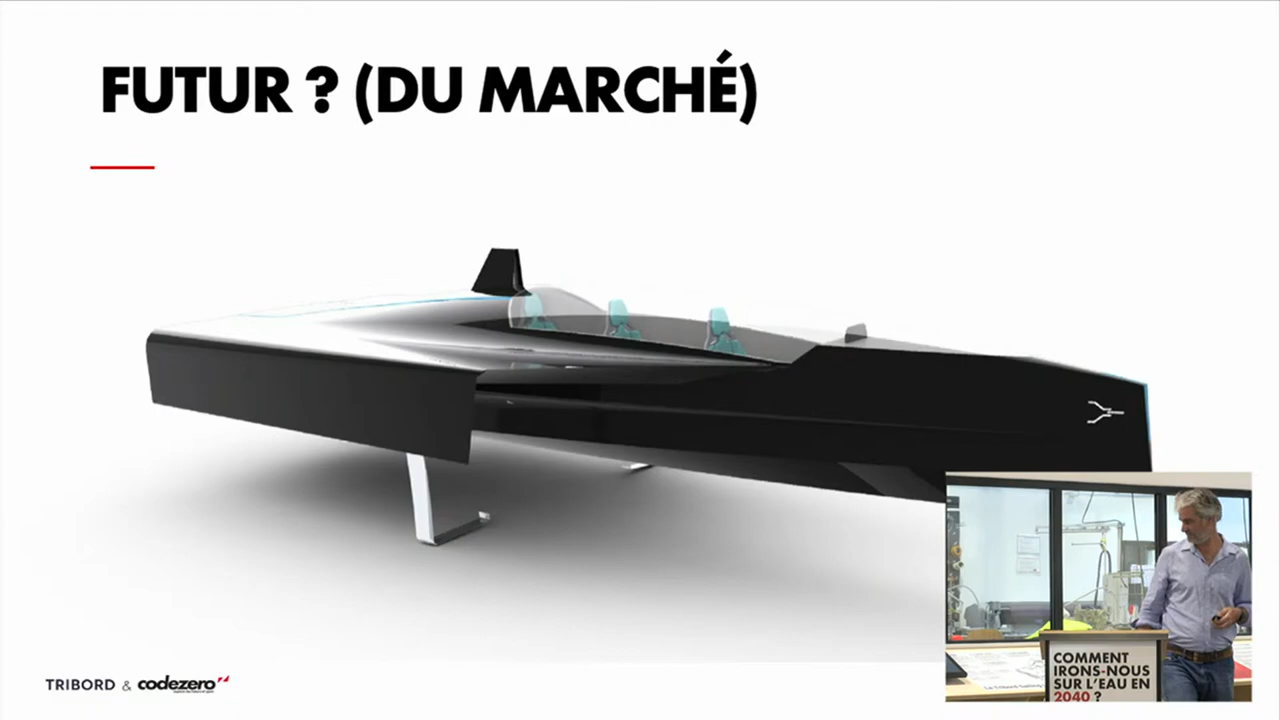 FUTUR ? (DU MARCHÉ)
TRIBORD & codezero
COMMENT
IRONS-NOUS
SUR L'EAU EN
2040 ?